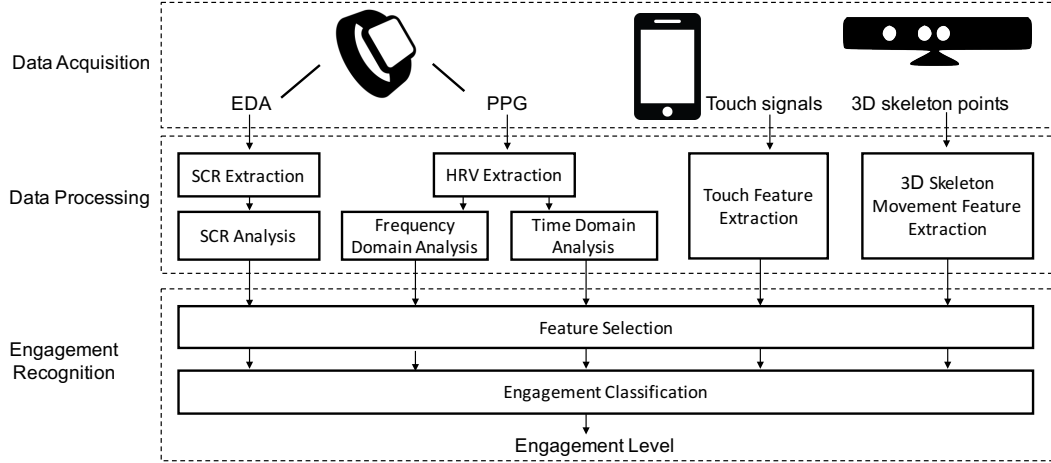 Data Acquisition
EDA
PPG
Touch signals
3D skeleton points
Data Processing
SCR Extraction
HRV Extraction
Touch Feature
Extraction
3D Skeleton
Movement Feature
Extraction
SCR Analysis
Frequency
Domain Analysis
Time Domain
Analysis
Engagement
Recognition
Feature Selection
Engagement Classification
Engagement Level